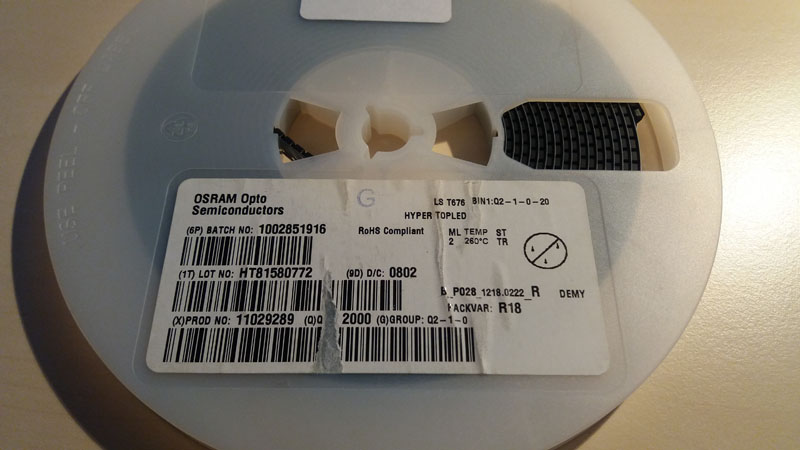 OSRAM Opto
Semiconductors
G
LS T676 BIN1:Q2-1-0-20
HYPER TOPLED
(6P) BATCH NO: 1002851916
RoHS Compliant
ML TEMP ST
2 260°C TR
(1T) LOT NO: HT81580772 (9D) D/C: 0802
P028_1218.0222_R DEMY
PACKVAR: R18
(X)PROD NO: 11029289 (Q)Q 2000 (G)GROUP: Q2-1-0